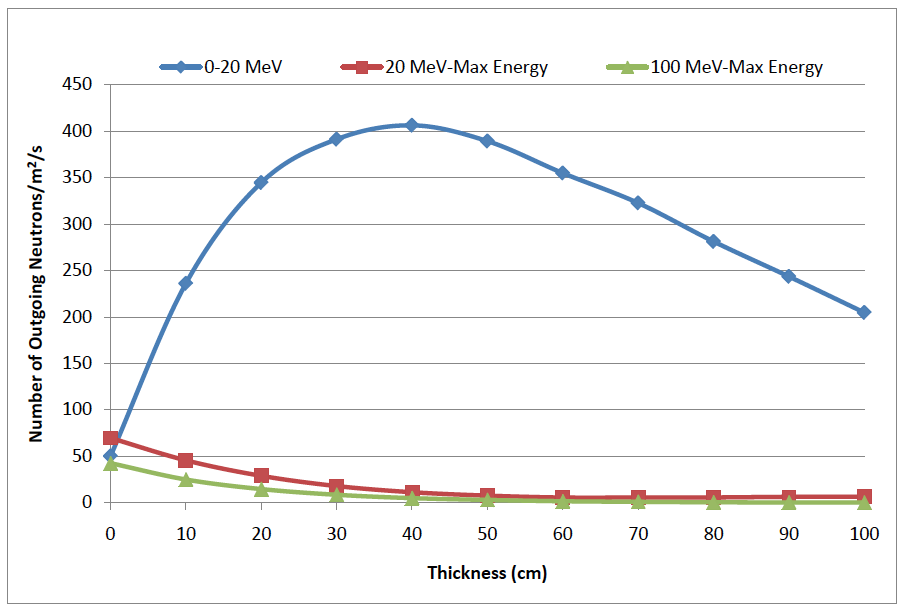 0-20 MeV 20 MeV-Max Energy 100 MeV-Max Energy
Number of Outgoing Neutrons/m²/s
450
400
350
300
250
200
150
100
50
0
0 10 20 30 40 50 60 70 80 90 100
Thickness (cm)